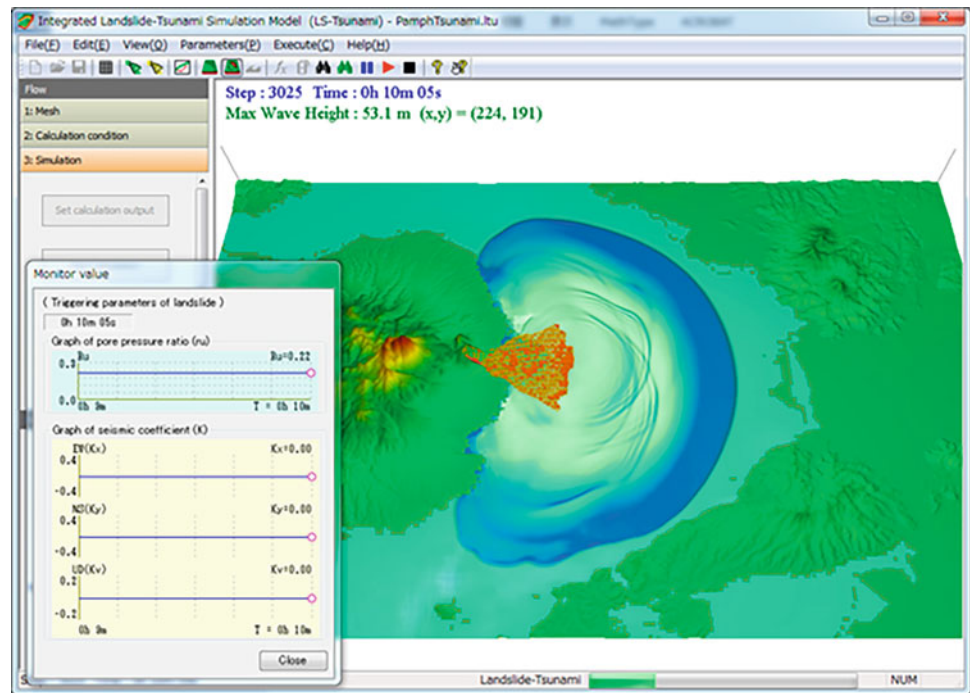 Integrated Landslide-Tsunami Simulation Model (LS-Tsunami) - PamphTsunami.ltu
File(F) Edit(E) View(O) Parameters(P) Execute(C) Help(H)
Flow
1: Mesh
2: Calculation condition
3: Simulation
Set calculation output
Step : 3025 Time : 0h 10m 05s
Max Wave Height : 53.1 m (x,y) = (224, 191)
Monitor value
( Triggering parameters of landslide )
0h 10m 05s
Graph of pore pressure ratio (ru)
0.3 Ru Ru=0.22
0.0 0h 9m T = 0h 10m
Graph of seismic coefficient (K)
EW(Kx) Kx=0.00
0.4
-0.4
NS(Ky) Ky=0.00
0.4
-0.4
UD(Kv) Kv=0.00
0.2
-0.2
0h 9m T = 0h 10m
Close
Landslide-Tsunami NUM